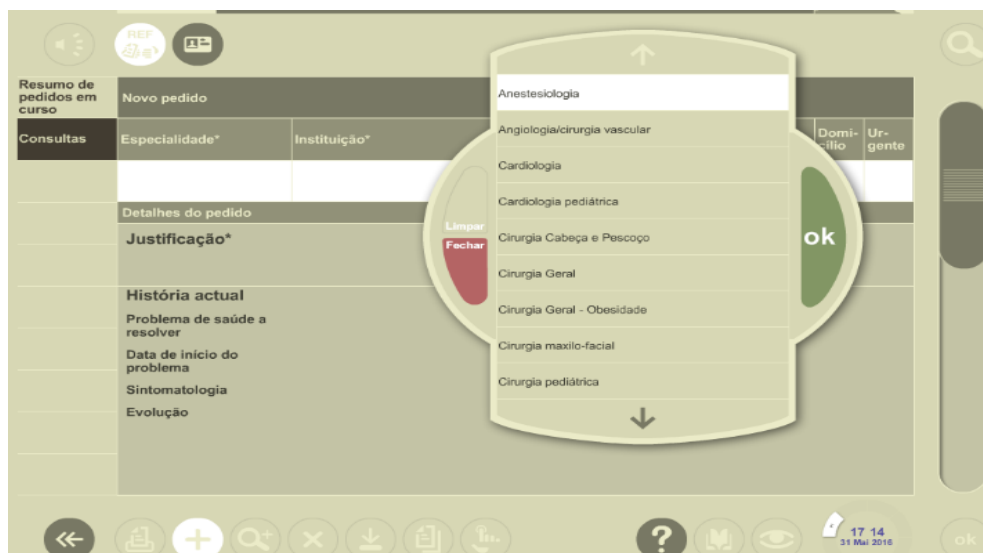 REF
Resumo de
pedidos em
curso
Novo pedido
Consultas
Especialidade*
Instituição*
Domi-
cílio
Ur-
gente
Detalhes do pedido
Justificação*
História actual
Problema de saúde a
resolver
Data de início do
problema
Sintomatologia
Evolução
Limpar
Fechar
Anestesiologia
Angiologia/cirurgia vascular
Cardiologia
Cardiologia pediátrica
Cirurgia Cabeça e Pescoço
Cirurgia Geral
Cirurgia Geral - Obesidade
Cirurgia maxilo-facial
Cirurgia pediátrica
ok
?
17 14
31 Mai 2016
ok